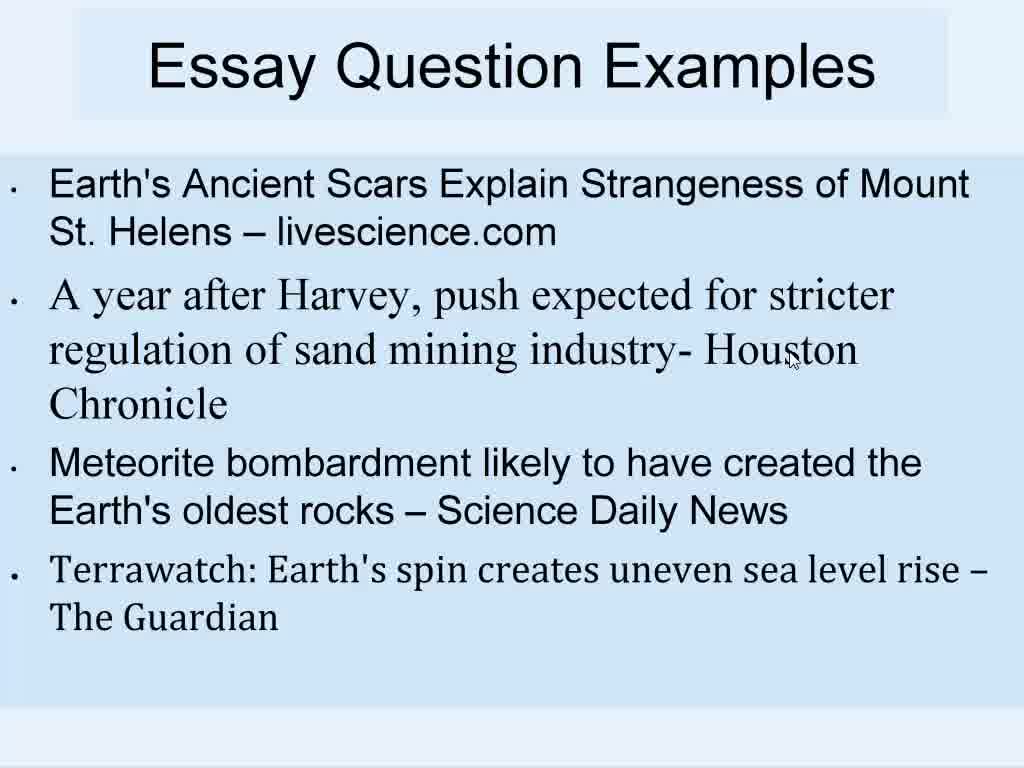 Essay Question Examples
• Earth's Ancient Scars Explain Strangeness of Mount
St. Helens – livescience.com
• A year after Harvey, push expected for stricter
regulation of sand mining industry- Houston
Chronicle
• Meteorite bombardment likely to have created the
Earth's oldest rocks – Science Daily News
• Terrawatch: Earth's spin creates uneven sea level rise –
The Guardian